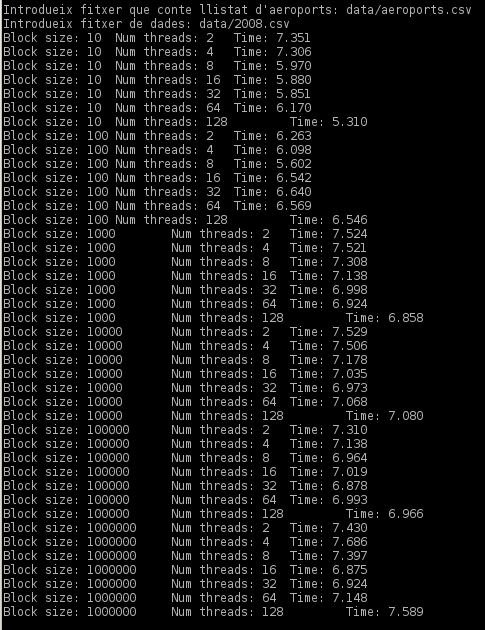 Introdueix fitxer que conte llistat d'aeroports: data/aeroports.csv
Introdueix fitxer de dades: data/2008.csv
Block size: 10 Num threads: 2 Time: 7.351
Block size: 10 Num threads: 4 Time: 7.306
Block size: 10 Num threads: 8 Time: 5.970
Block size: 10 Num threads: 16 Time: 5.880
Block size: 10 Num threads: 32 Time: 5.851
Block size: 10 Num threads: 64 Time: 6.170
Block size: 10 Num threads: 128 Time: 5.310
Block size: 100 Num threads: 2 Time: 6.263
Block size: 100 Num threads: 4 Time: 6.098
Block size: 100 Num threads: 8 Time: 5.602
Block size: 100 Num threads: 16 Time: 6.542
Block size: 100 Num threads: 32 Time: 6.640
Block size: 100 Num threads: 64 Time: 6.569
Block size: 100 Num threads: 128 Time: 6.546
Block size: 1000 Num threads: 2 Time: 7.524
Block size: 1000 Num threads: 4 Time: 7.521
Block size: 1000 Num threads: 8 Time: 7.308
Block size: 1000 Num threads: 16 Time: 7.138
Block size: 1000 Num threads: 32 Time: 6.998
Block size: 1000 Num threads: 64 Time: 6.924
Block size: 1000 Num threads: 128 Time: 6.858
Block size: 10000 Num threads: 2 Time: 7.529
Block size: 10000 Num threads: 4 Time: 7.506
Block size: 10000 Num threads: 8 Time: 7.178
Block size: 10000 Num threads: 16 Time: 7.035
Block size: 10000 Num threads: 32 Time: 6.973
Block size: 10000 Num threads: 64 Time: 7.068
Block size: 10000 Num threads: 128 Time: 7.080
Block size: 100000 Num threads: 2 Time: 7.310
Block size: 100000 Num threads: 4 Time: 7.138
Block size: 100000 Num threads: 8 Time: 6.964
Block size: 100000 Num threads: 16 Time: 7.019
Block size: 100000 Num threads: 32 Time: 6.878
Block size: 100000 Num threads: 64 Time: 6.993
Block size: 100000 Num threads: 128 Time: 6.966
Block size: 1000000 Num threads: 2 Time: 7.430
Block size: 1000000 Num threads: 4 Time: 7.686
Block size: 1000000 Num threads: 8 Time: 7.397
Block size: 1000000 Num threads: 16 Time: 6.875
Block size: 1000000 Num threads: 32 Time: 6.924
Block size: 1000000 Num threads: 64 Time: 7.148
Block size: 1000000 Num threads: 128 Time: 7.589